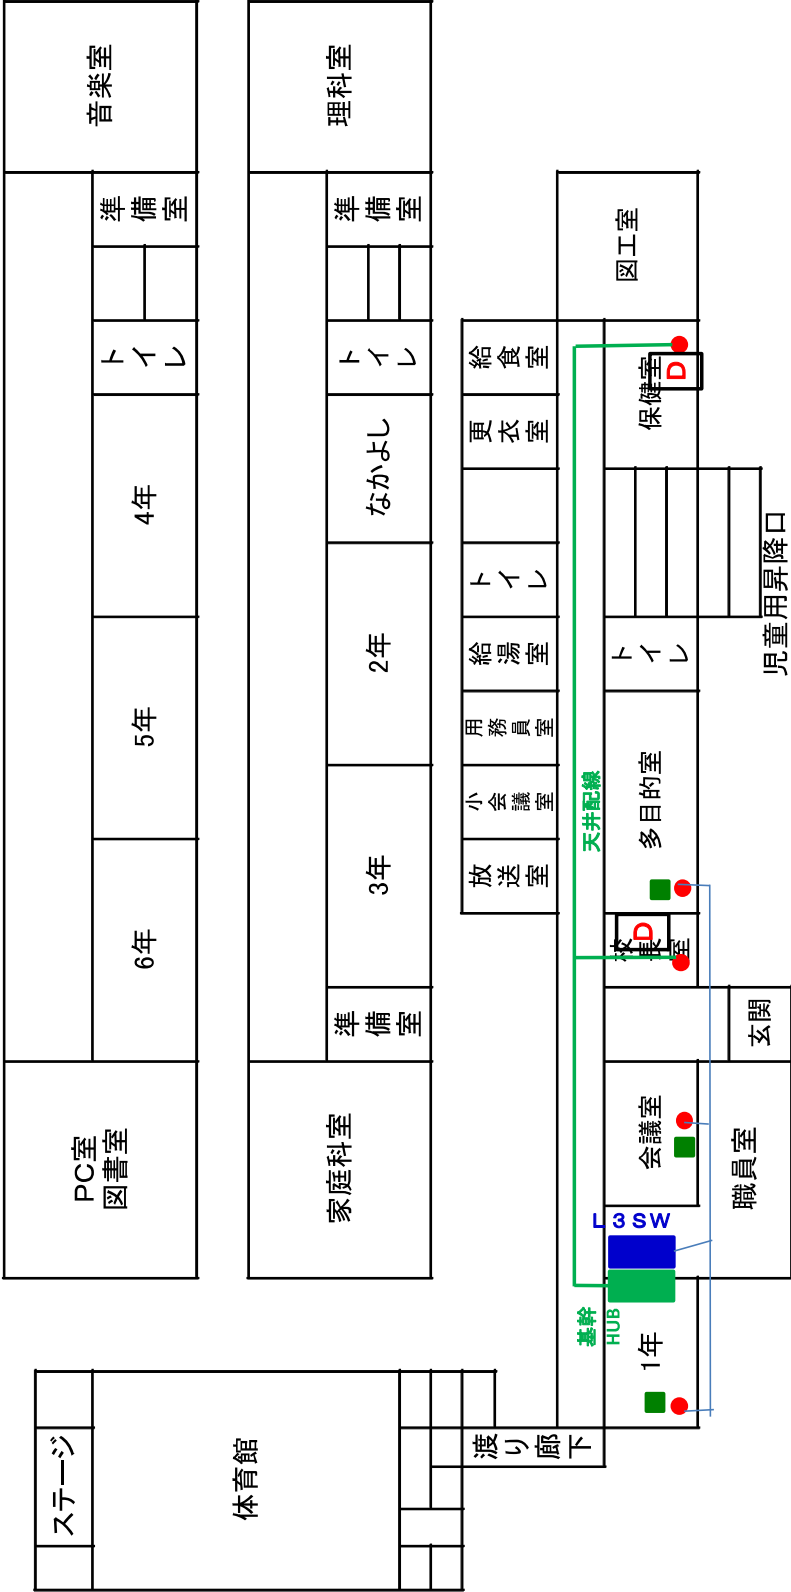 音楽室
準備室
トイレ
4年
5年
6年
PC室
図書室
理科室
準備室
トイレ
なかよし
2年
3年
準備室
家庭科室
図工室
給食室
更衣室
トイレ
給湯室
用務員室
小会議室
放送室
天井配線
保健室
D
児童用昇降口
トイレ
多目的室
D
校長室
玄関
会議室
職員室
L3SW
基幹
HUB
1年
渡り廊下
ステージ
体育館